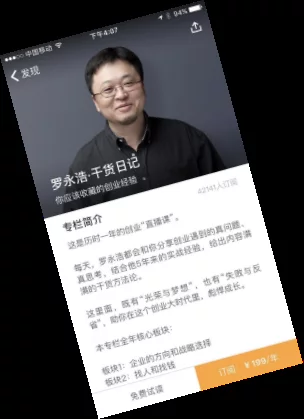 中国移动 下午4:07 94%
发现
罗永浩·干货日记
你应该收藏的创业经验
42141人订阅
专栏简介
这是历时一年的创业“直播课”。
每天，罗永浩都会和你分享创业遇到的真问题、
真思考，结合他5年来的实战经验，给出内容满
满的干货方法论。
这里面，既有“光荣与梦想”，也有“失败与反
省”，助你在这个创业大时代里，彪悍成长。
本专栏全年核心板块：
板块1：企业的方向和战略选择
板块2：找人和找钱
免费试读
订阅 ¥199/年